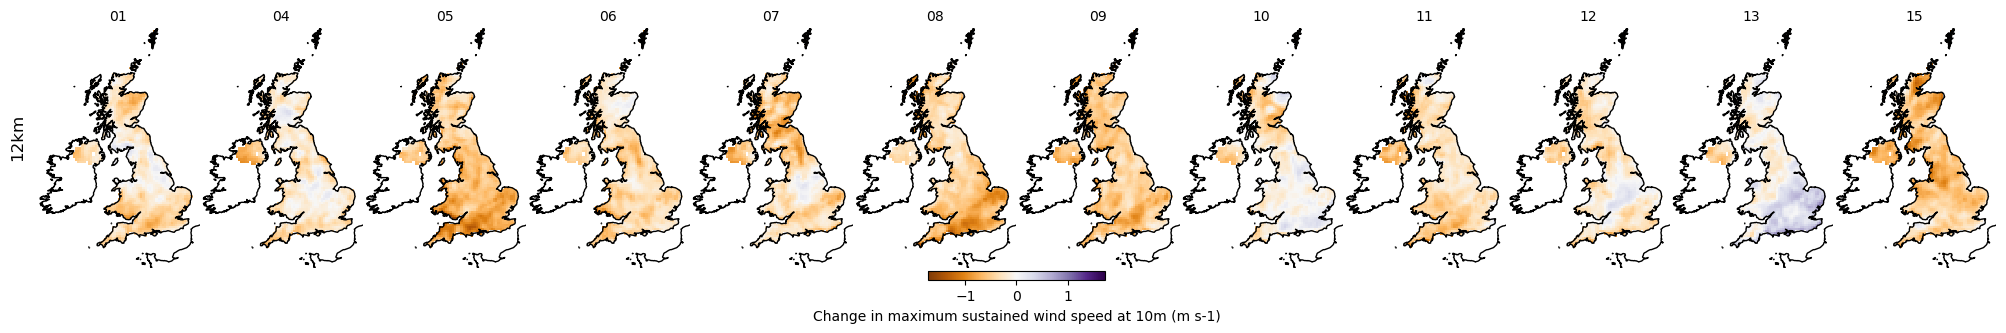 01 04 05 06 07 08 09 10 11 12 13 15
12km
−1 0 1
Change in maximum sustained wind speed at 10m (m s-1)